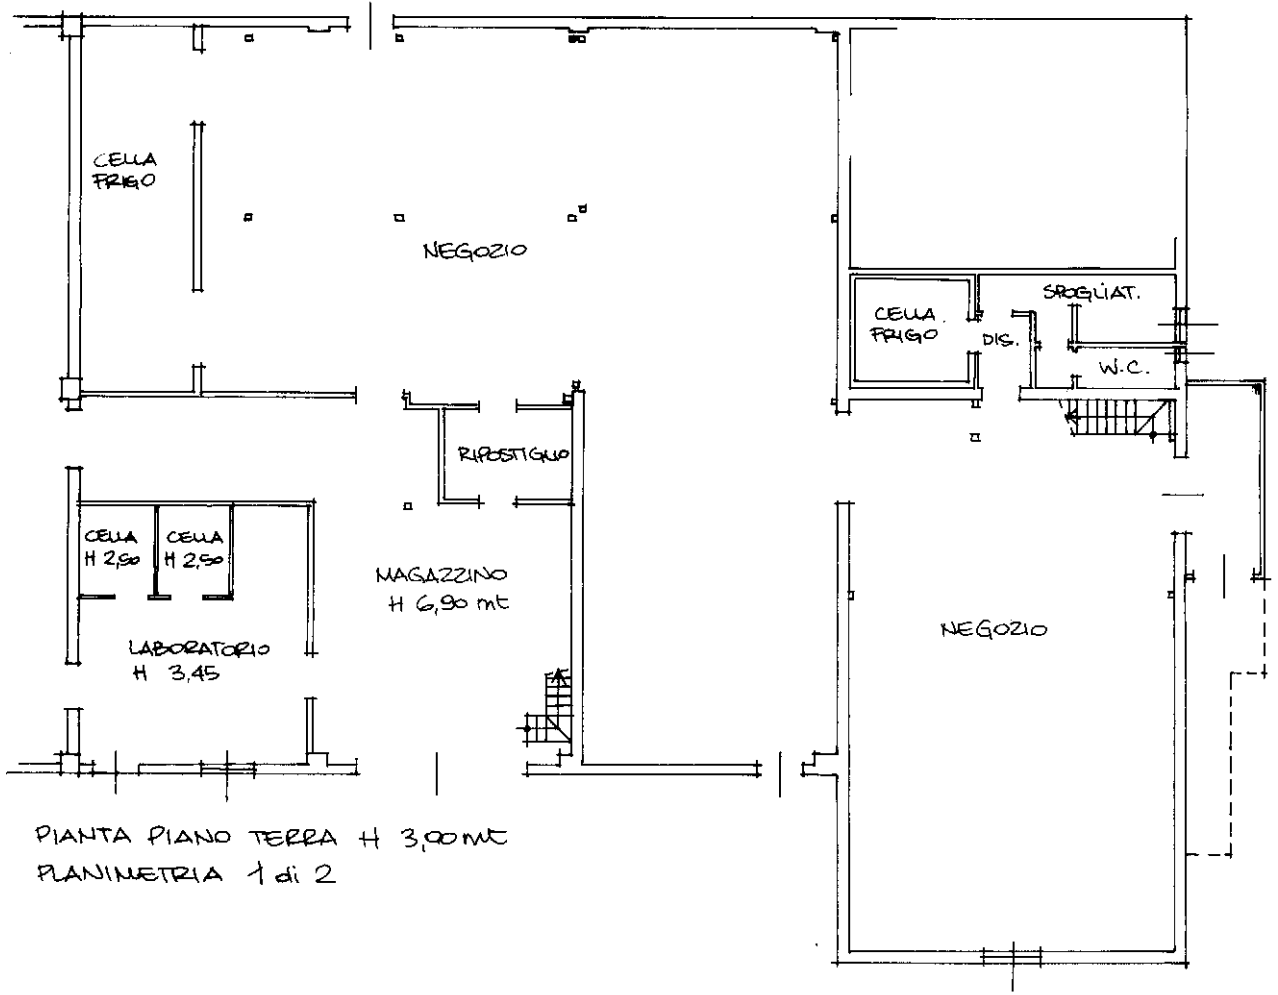 CELLA
FRIGO
NEGOZIO
SPOGLIAT.
CELLA
FRIGO
DIS.
W.C.
RIPOSTIGLIO
CELLA
H 2,50
CELLA
H 2,50
MAGAZZINO
H 6,90 mt
LABORATORIO
H 3,45
NEGOZIO
PIANTA PIANO TERRA H 3,00 mt
PLANIMETRIA 1 di 2